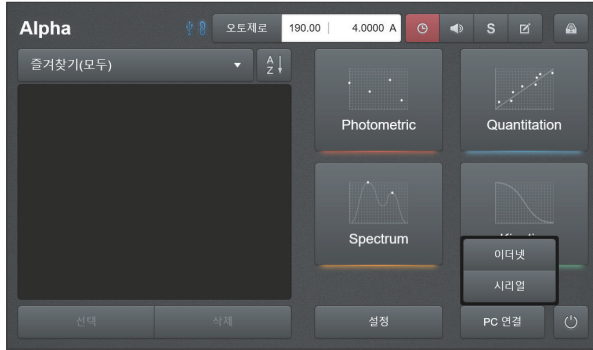 Alpha
오토제로
190.00
4.0000 A
S
즐겨찾기(모두)
A
Z
Photometric
Quantitation
Spectrum
이더넷
시리얼
선택
삭제
설정
PC 연결